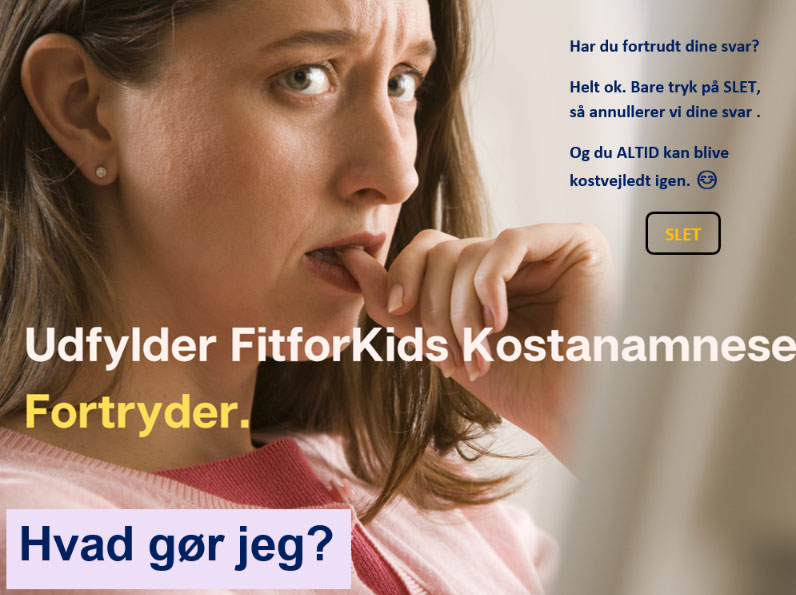 Har du fortrudt dine svar?
Helt ok. Bare tryk på SLET,
så annullerer vi dine svar .
Og du ALTID kan blive
kostvejledt igen. 😊
SLET
Udfylder FitforKids Kostanamnese
Fortryder.
Hvad gør jeg?